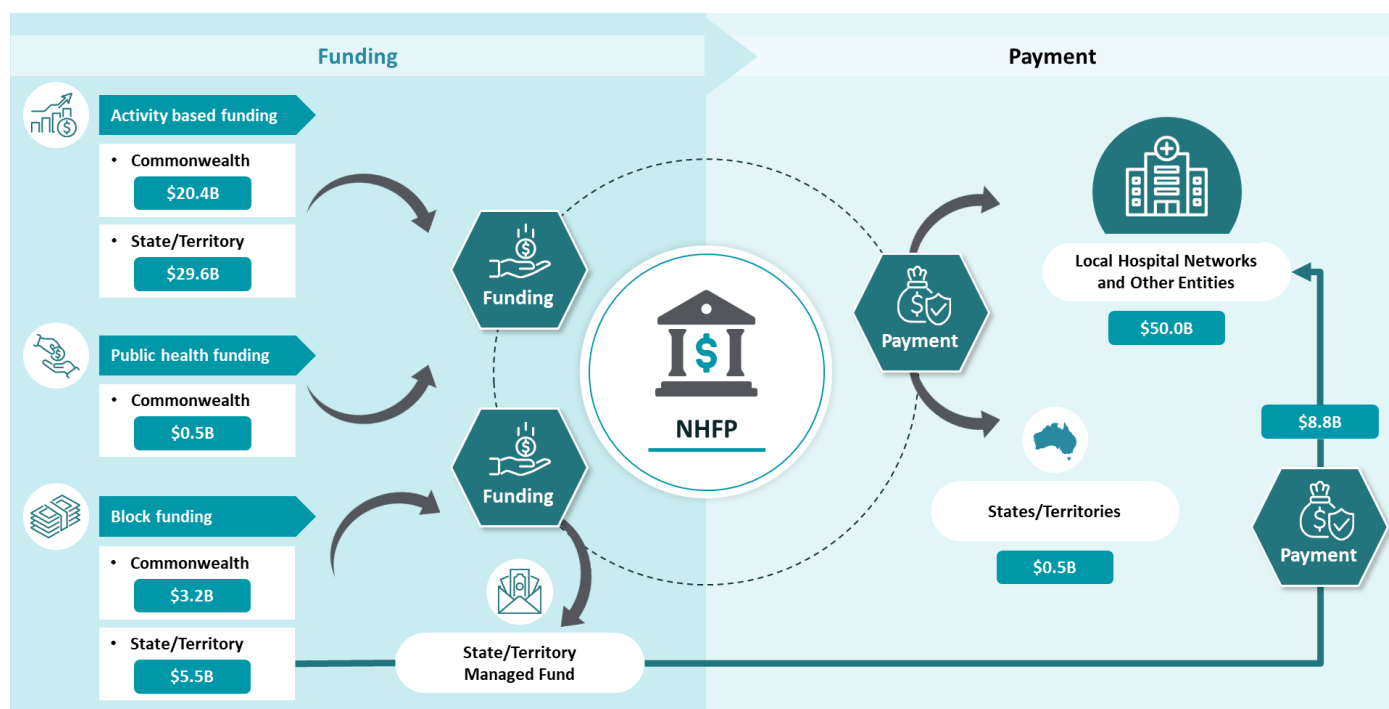 Funding
Payment
Activity based funding
• Commonwealth
$20.4B
• State/Territory
$29.6B
Public health funding
• Commonwealth
$0.5B
Block funding
• Commonwealth
$3.2B
• State/Territory
$5.5B
Funding
Funding
State/Territory
Managed Fund
$
NHFP
Payment
Local Hospital Networks
and Other Entities
$50.0B
States/Territories
$0.5B
$8.8B
Payment